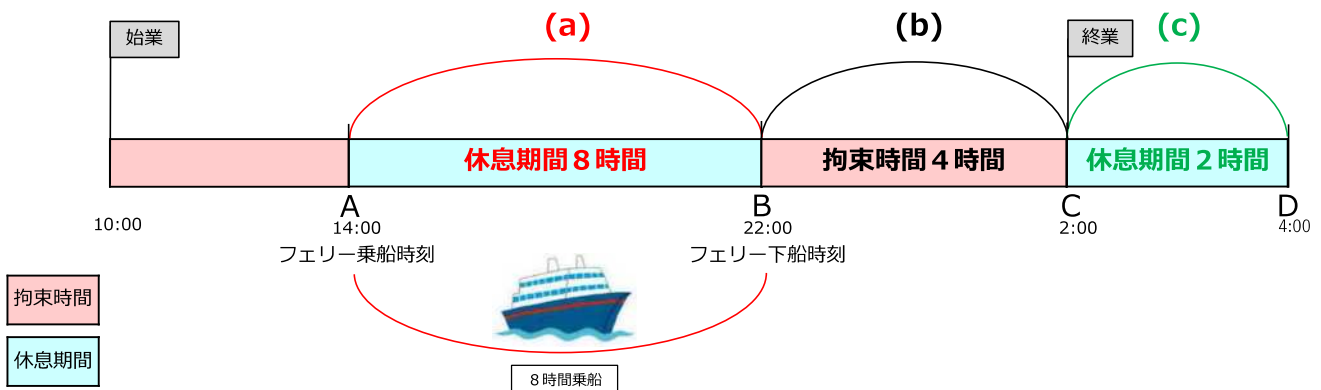 (a)
(b)
(c)
始業
終業
休息期間８時間
拘束時間４時間
休息期間２時間
A
B
C
D
10:00
14:00
22:00
2:00
4:00
フェリー乗船時刻
フェリー下船時刻
拘束時間
休息期間
８時間乗船